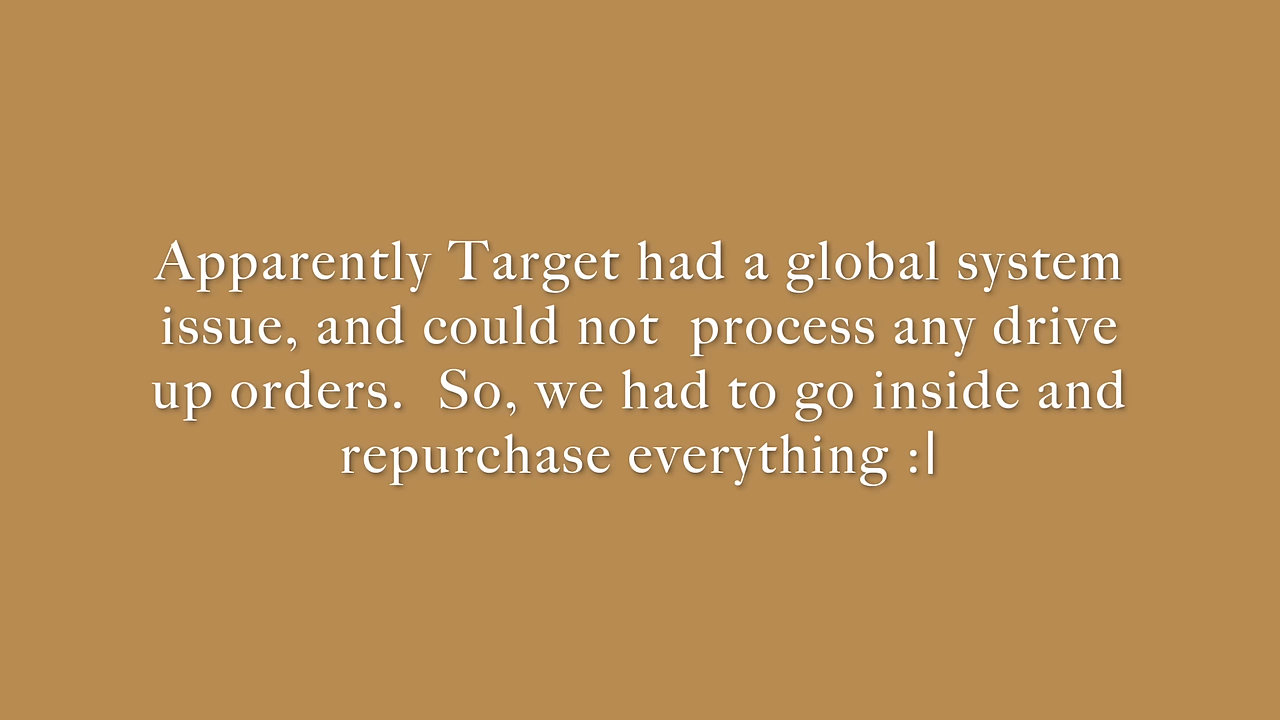 Apparently Target had a global system
issue, and could not  process any drive
up orders.  So, we had to go inside and
repurchase everything :|